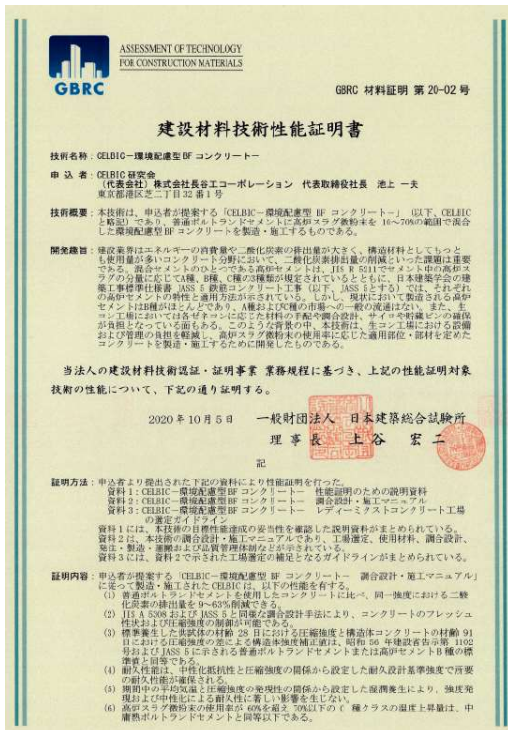 ASSESSMENT OF TECHNOLOGY
FOR CONSTRUCTION MATERIALS
GBRC
GBRC 材料証明 第 20-02 号
建設材料技術性能証明書
技術名称：CELBIC－環境配慮型 BF コンクリート－
申 込 者：CELBIC 研究会
（代表会社）株式会社長谷工コーポレーション　代表取締役社長　池上 一夫
東京都港区芝二丁目 32 番 1 号
技術概要：本技術は、申込者が提案する「CELBIC－環境配慮型 BF コンクリート－」（以下、CELBIC
と略記）であり、普通ポルトランドセメントに高炉スラグ微粉末を 10～70%の範囲で混合
した環境配慮型 BF コンクリートを製造・施工するものである。
開発趣旨：建設業界はエネルギーの消費量や二酸化炭素の排出量が大きく、構造材料としてもっと
も使用量が多いコンクリート分野において、二酸化炭素排出量の削減といった課題は重要
である。混合セメントのひとつである高炉セメントは、JIS R 5211でセメント中の高炉ス
ラグの分量に応じてA種、B種、C種の3種類が規定されているとともに、日本建築学会の建
築工事標準仕様書 JASS 5 鉄筋コンクリート工事（以下、JASS 5とする）では、それぞれ
の高炉セメントの特性と適用方法が示されている。しかし、現状において製造される高炉
セメントはB種がほとんどであり、A種およびC種の市場への一般の流通はない。また、生
コン工場においては各ゼネコンに応じた材料の手配や調合設計、サイロや貯蔵ビンの確保
が負担となっている面もある。このような背景の中、本技術は、生コン工場における設備
および管理の負担を軽減し、高炉スラグ微粉末の使用率に応じた適用部位・部材を定めた
コンクリートを製造・施工するために開発したものである。
当法人の建設材料技術認証・証明事業 業務規程に基づき、上記の性能証明対象
技術の性能について、下記の通り証明する。
2020 年 10 月 5 日　一般財団法人 日本建築総合試験所
理 事 長　上 谷 宏 二
記
証明方法：申込者より提出された下記の資料により性能証明を行った。
資料 1：CELBIC－環境配慮型 BF コンクリート－　性能証明のための説明資料
資料 2：CELBIC－環境配慮型 BF コンクリート－　調合設計・施工マニュアル
資料 3：CELBIC－環境配慮型 BF コンクリート－　レディーミクストコンクリート工場
の選定ガイドライン
資料 1 には、本技術の目標性能達成の妥当性を確認した説明資料がまとめられている。
資料 2 は、本技術の調合設計・施工マニュアルであり、工場選定、使用材料、調合設計、
発注・製造・運搬および品質管理体制などが示されている。
資料 3 には、資料 2 で示された工場選定の補足となるガイドラインがまとめられている。
証明内容：申込者が提案する「CELBIC－環境配慮型 BF コンクリート－　調合設計・施工マニュアル」
に従って製造・施工された CELBIC は、以下の性能を有する。
(1) 普通ポルトランドセメントを使用したコンクリートに比べ、同一強度における二酸
化炭素の排出量を 9～63%削減できる。
(2) JIS A 5308 および JASS 5 と同様な調合設計手法により、コンクリートのフレッシュ
性状および強度の制御が可能である。
(3) 標準養生した供試体の材齢 28 日における圧縮強度と構造体コンクリートの材齢 91
日における圧縮強度の差による構造体強度補正値は、昭和 56 年建設省告示第 1102
号および JASS 5 に示される普通ポルトランドセメントまたは高炉セメント B 種の標
準値と同等である。
(4) 耐久性能は、中性化抵抗性と圧縮強度の関係から設定した耐久設計基準強度で所要
の耐久性能が確保される。
(5) 期間中の平均気温と圧縮強度の発現性の関係から設定した湿潤養生により、強度発
現および中性化による耐久性に著しい影響を生じない。
(6) 高炉スラグ微粉末の使用率が 60%を超え 70%以下の C 種クラスの温度上昇量は、中
庸熱ポルトランドセメントと同等以下である。